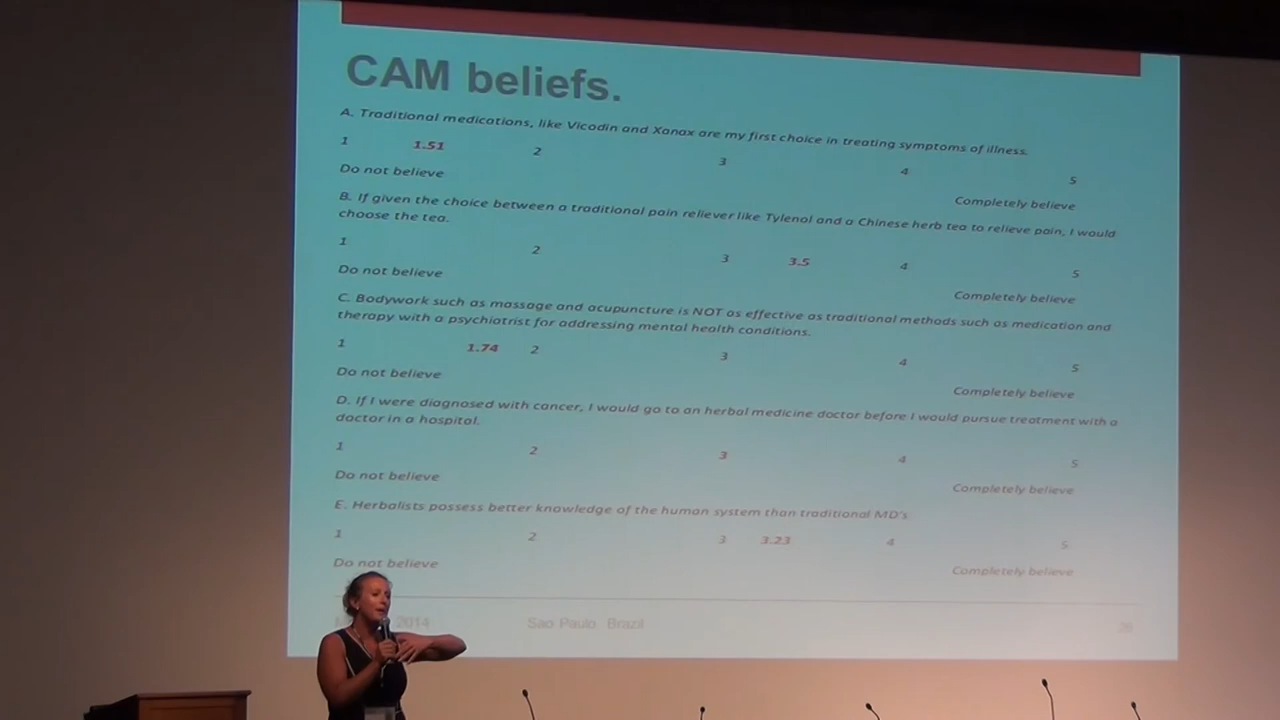 CAM beliefs.
A. Traditional medications, like Vicodin and Xanax are my first choice in treating symptoms of illness.
1 1.51 2 3 4 5
Do not believe Completely believe
B. If given the choice between a traditional pain reliever like Tylenol and a Chinese herb tea to relieve pain, I would
choose the tea.
1 2 3 3.5 4 5
Do not believe Completely believe
C. Bodywork such as massage and acupuncture is NOT as effective as traditional methods such as medication and
therapy with a psychiatrist for addressing mental health conditions.
1 1.74 2 3 4 5
Do not believe Completely believe
D. If I were diagnosed with cancer, I would go to an herbal medicine doctor before I would pursue treatment with a
doctor in a hospital.
1 2 3 4 5
Do not believe Completely believe
E. Herbalists possess better knowledge of the human system than traditional MD's
1 2 3 3.23 4 5
Do not believe Completely believe
2014 Sao Paulo Brazil